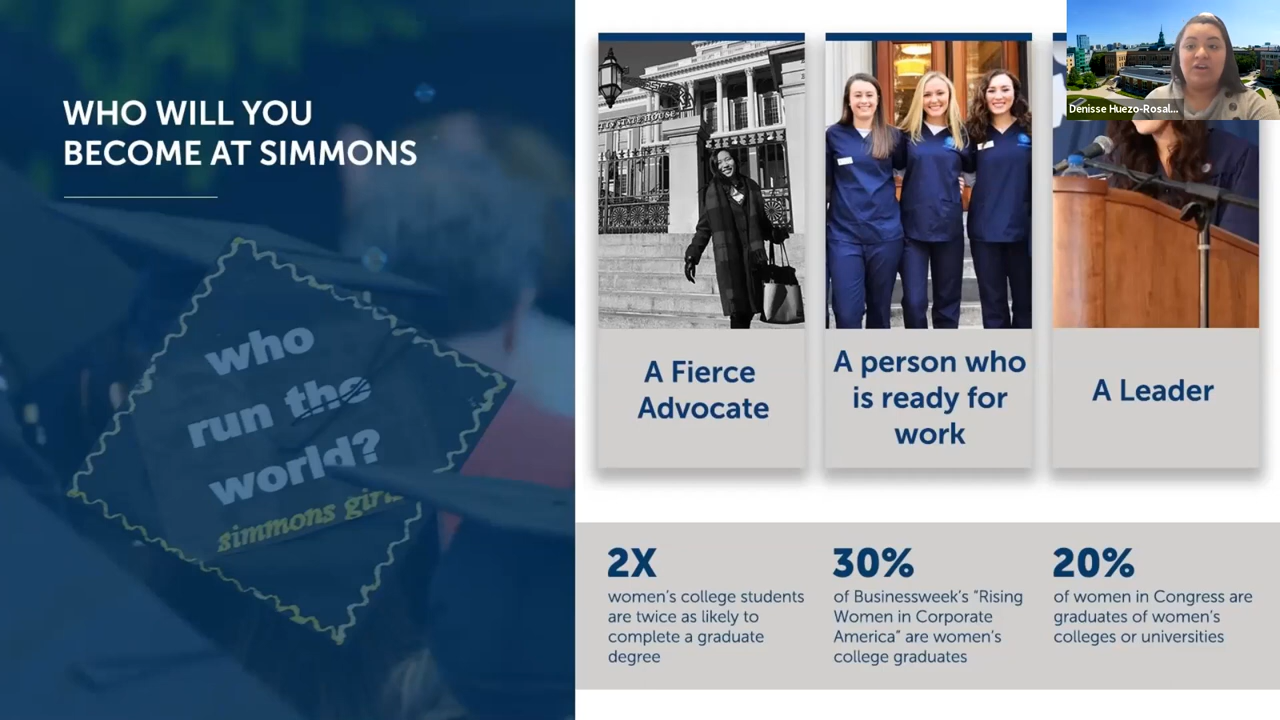 WHO WILL YOU
BECOME AT SIMMONS
who
run the
world?
simmons
STATE HOUSE
Denisse Huezo-Rosal...
A Fierce
Advocate
A person who
is ready for
work
A Leader
2X
women's college students
are twice as likely to
complete a graduate
degree
30%
of Businessweek's "Rising
Women in Corporate
America" are women's
college graduates
20%
of women in Congress are
graduates of women's
colleges or universities